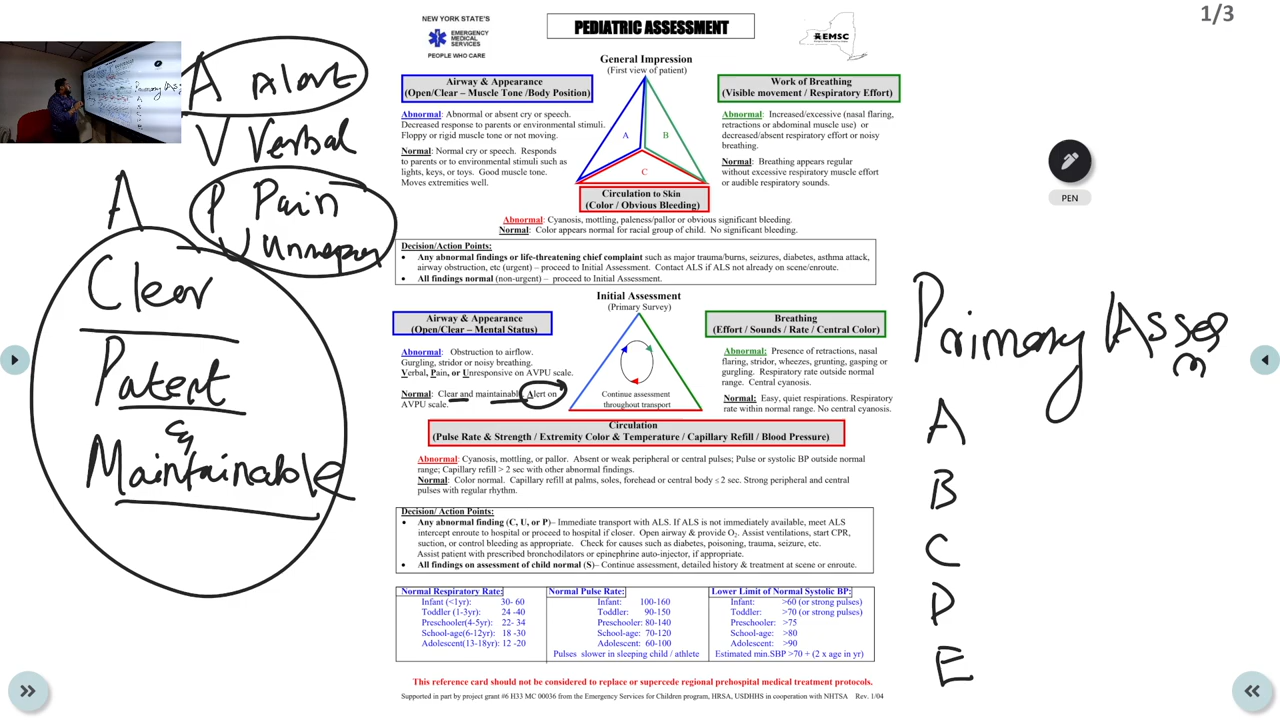 1/3
NEW YORK STATE'S
EMERGENCY
MEDICAL
SERVICES
PEOPLE WHO CARE
PEDIATRIC ASSESSMENT
EMSC
General Impression
(First view of patient)
Airway & Appearance
(Open/Clear – Muscle Tone /Body Position)
Abnormal: Abnormal or absent cry or speech.
Decreased response to parents or environmental stimuli.
Floppy or rigid muscle tone or not moving.
Normal: Normal cry or speech. Responds
to parents or to environmental stimuli such as
lights, keys, or toys. Good muscle tone.
Moves extremities well.
A
B
C
Work of Breathing
(Visible movement / Respiratory Effort)
Abnormal: Increased/excessive (nasal flaring,
retractions or abdominal muscle use) or
decreased/absent respiratory effort or noisy
breathing.
Normal: Breathing appears regular
without excessive respiratory muscle effort
or audible respiratory sounds.
Circulation to Skin
(Color / Obvious Bleeding)
Abnormal: Cyanosis, mottling, paleness/pallor or obvious significant bleeding.
Normal: Color appears normal for racial group of child. No significant bleeding.
Decision/Action Points:
• Any abnormal findings or life-threatening chief complaint such as major trauma/burns, seizures, diabetes, asthma attack,
airway obstruction, etc (urgent) – proceed to Initial Assessment. Contact ALS if ALS not already on scene/enroute.
• All findings normal (non-urgent) – proceed to Initial Assessment.
Initial Assessment
(Primary Survey)
Airway & Appearance
(Open/Clear – Mental Status)
Abnormal: Obstruction to airflow.
Gurgling, stridor or noisy breathing.
Verbal, Pain, or Unresponsive on AVPU scale.
Normal: Clear and maintainable. Alert on
AVPU scale.
Continue assessment
throughout transport
Breathing
(Effort / Sounds / Rate / Central Color)
Abnormal: Presence of retractions, nasal
flaring, stridor, wheezes, grunting, gasping or
gurgling. Respiratory rate outside normal
range. Central cyanosis.
Normal: Easy, quiet respirations. Respiratory
rate within normal range. No central cyanosis.
Circulation
(Pulse Rate & Strength / Extremity Color & Temperature / Capillary Refill / Blood Pressure)
Abnormal: Cyanosis, mottling, or pallor. Absent or weak peripheral or central pulses; Pulse or systolic BP outside normal
range; Capillary refill > 2 sec with other abnormal findings.
Normal: Color normal. Capillary refill at palms, soles, forehead or central body ≤ 2 sec. Strong peripheral and central
pulses with regular rhythm.
Decision/ Action Points:
• Any abnormal finding (C, U, or P)– Immediate transport with ALS. If ALS is not immediately available, meet ALS
intercept enroute to hospital or proceed to hospital if closer. Open airway & provide O2. Assist ventilations, start CPR,
suction, or control bleeding as appropriate. Check for causes such as diabetes, poisoning, trauma, seizure, etc.
Assist patient with prescribed bronchodilators or epinephrine auto-injector, if appropriate.
• All findings on assessment of child normal (S)– Continue assessment, detailed history & treatment at scene or enroute.
Normal Respiratory Rate:
Infant (<1yr): 30- 60
Toddler (1-3yr): 24 -40
Preschooler(4-5yr): 22- 34
School-age(6-12yr): 18 -30
Adolescent(13-18yr): 12 -20
Normal Pulse Rate:
Infant: 100-160
Toddler: 90-150
Preschooler: 80-140
School-age: 70-120
Adolescent: 60-100
Pulses slower in sleeping child / athlete
Lower Limit of Normal Systolic BP:
Infant: >60 (or strong pulses)
Toddler: >70 (or strong pulses)
Preschooler: >75
School-age: >80
Adolescent: >90
Estimated min.SBP >70 + (2 x age in yr)
This reference card should not be considered to replace or supercede regional prehospital medical treatment protocols.
Supported in part by project grant #6 H33 MC 00036 from the Emergency Services for Children program, HRSA, USDHHS in cooperation with NHTSA Rev. 1/04
A Alert
V Verbal
P Pain
U
A
Clear
Patent
&
Maintainable
PEN
Primary Asses
m
A
B
C
D
E